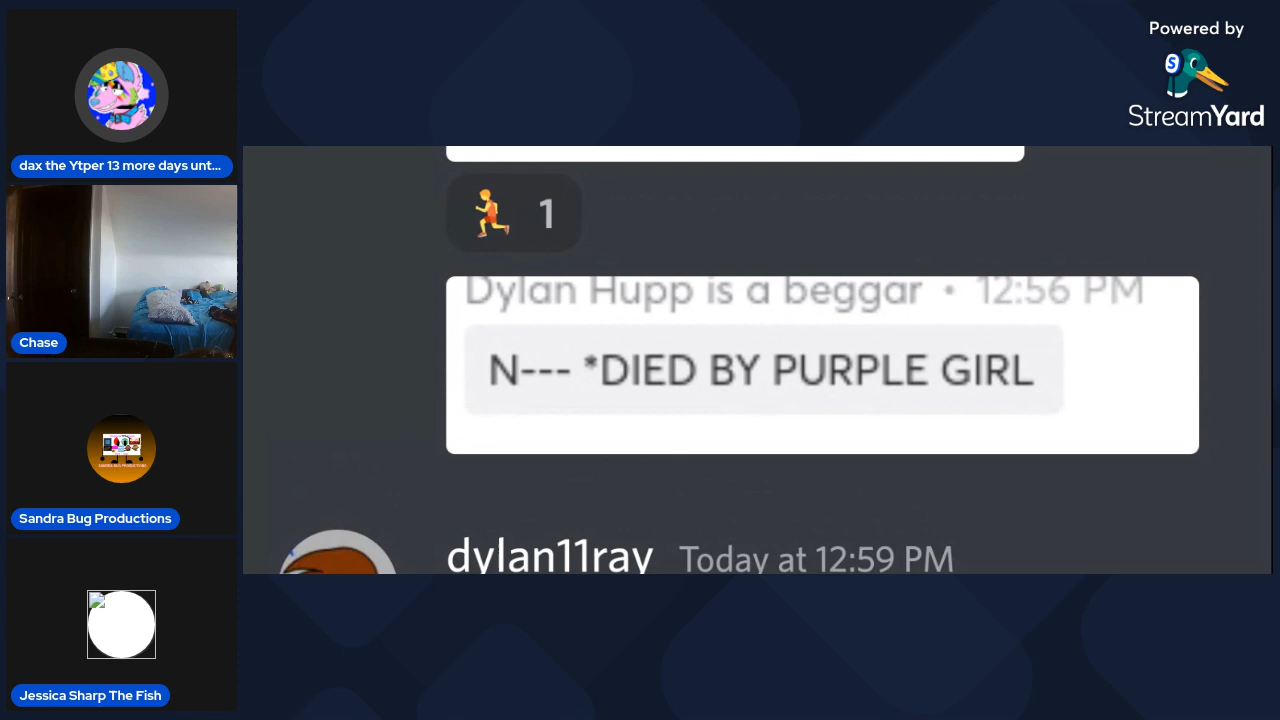 Powered by
S
StreamYard
dax the Ytper 13 more days unt...
Chase
Sandra Bug Productions
Jessica Sharp The Fish
1
Dylan Hupp is a beggar • 12:56 PM
N--- *DIED BY PURPLE GIRL
dylan11ray Today at 12:59 PM